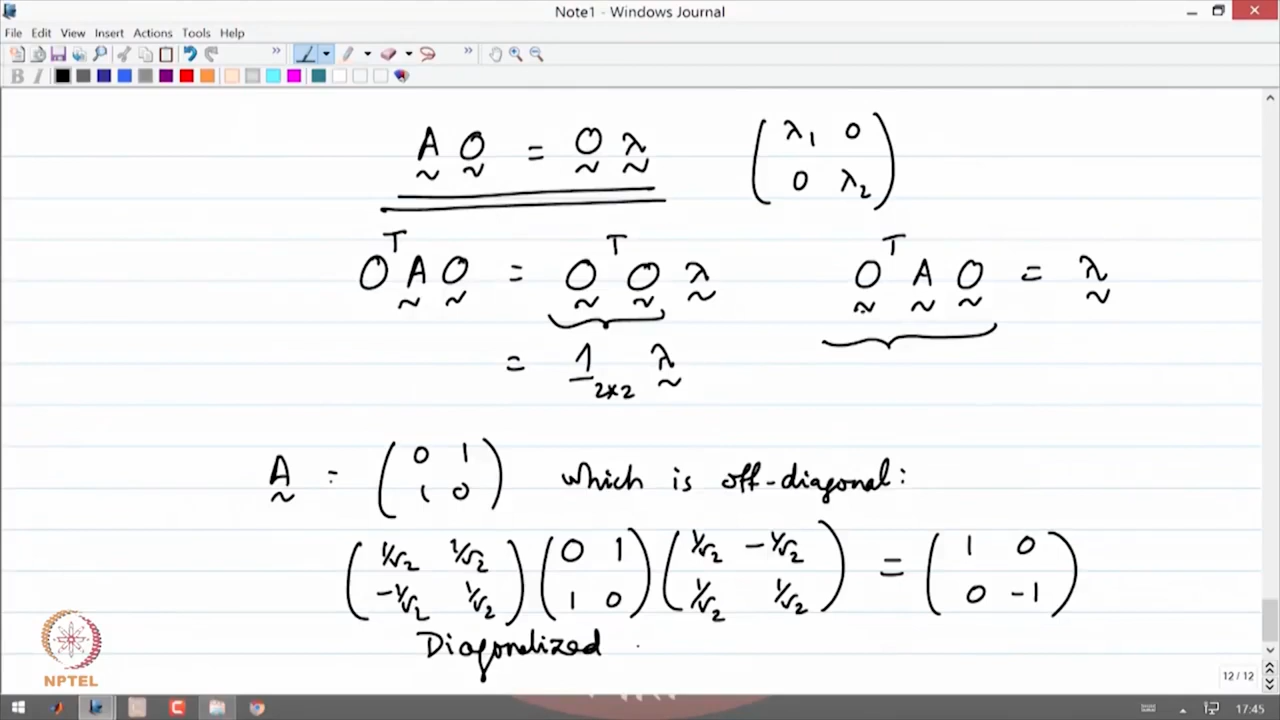 Note1 - Windows Journal
File Edit View Insert Actions Tools Help
A O = O λ ( λ1 0
0 λ2 )
O^T A O = O^T O λ O^T A O = λ
= 1 2×2 λ
A = ( 0 1
1 0 ) which is off-diagonal:
( 1/√2 1/√2 ) ( 0 1 ) ( 1/√2 -1/√2 ) = ( 1 0 )
( -1/√2 1/√2 ) ( 1 0 ) ( 1/√2 1/√2 ) ( 0 -1 )
Diagonalized
NPTEL
12 / 12
17:45